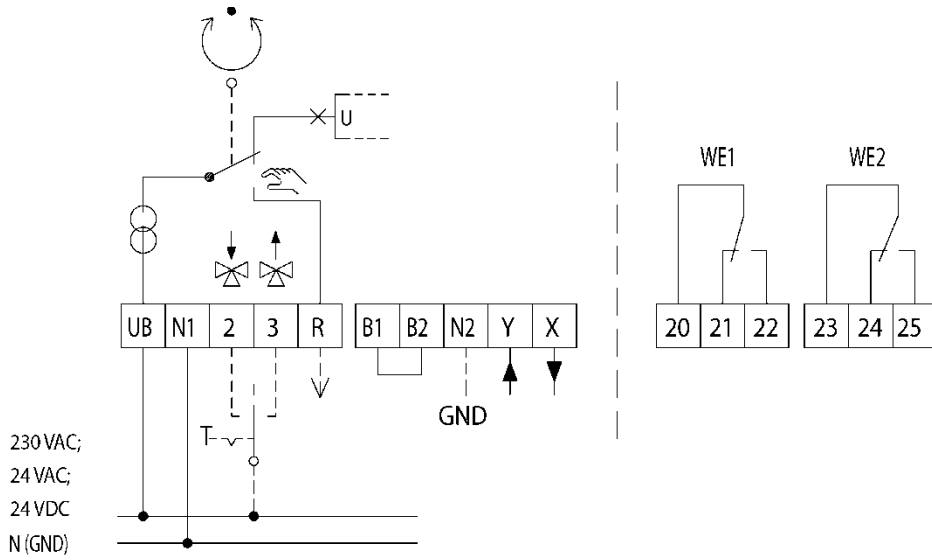 U
WE1 WE2
UB N1 2 3 R B1 B2 N2 Y X 20 21 22 23 24 25
GND
T
230 VAC;
24 VAC;
24 VDC
N (GND)